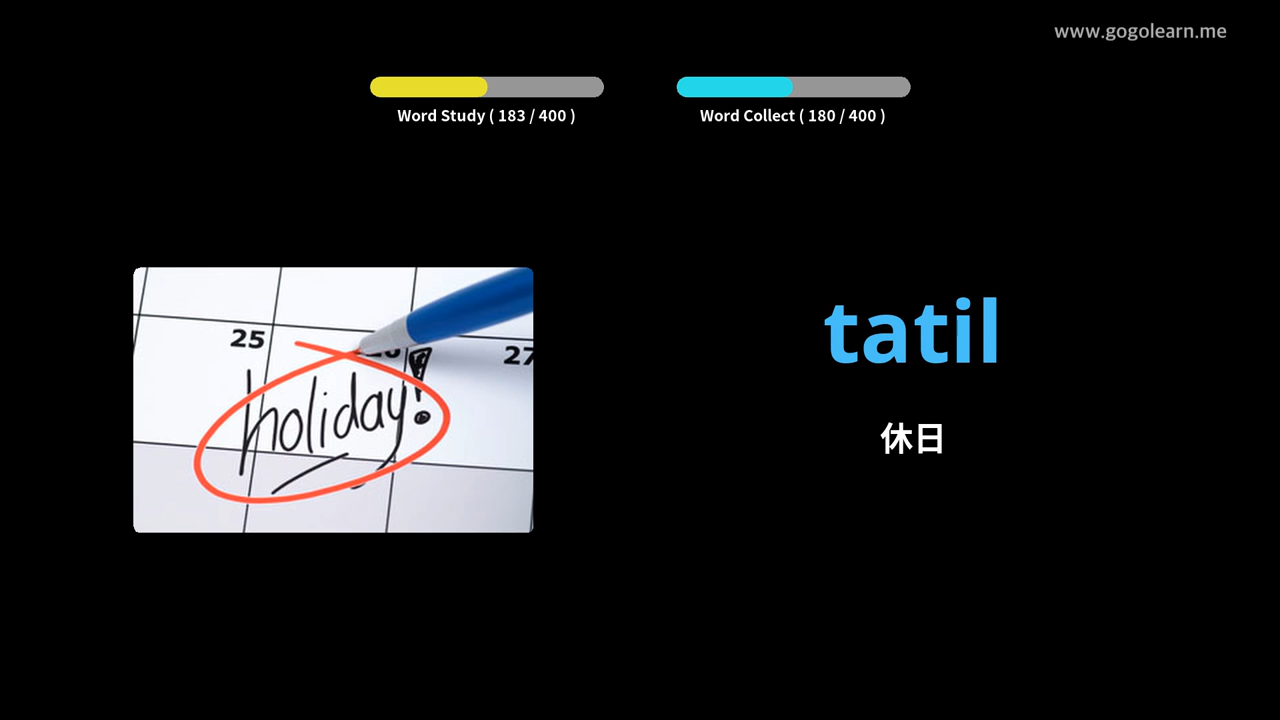 www.gogolearn.me
Word Study ( 183 / 400 )
Word Collect ( 180 / 400 )
25
27
holiday!
tatil
休日